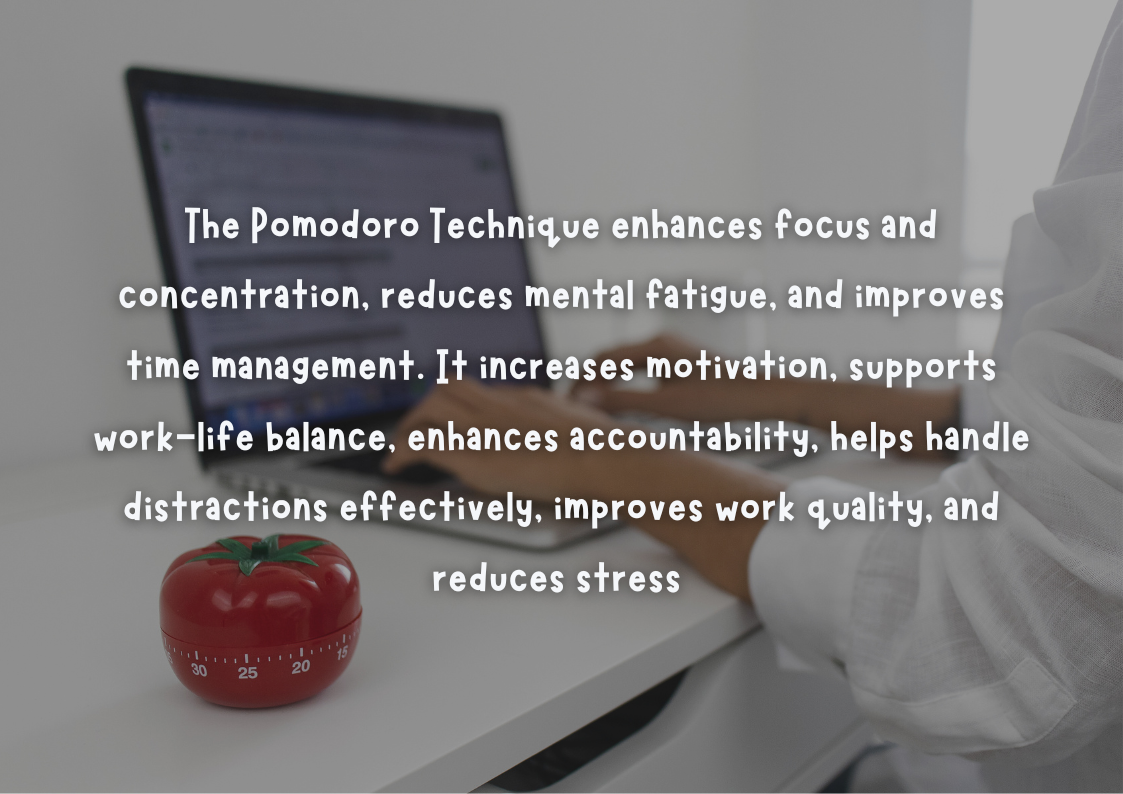 The Pomodoro Technique enhances focus and
concentration, reduces mental fatigue, and improves
time management. It increases motivation, supports
work-life balance, enhances accountability, helps handle
distractions effectively, improves work quality, and
reduces stress
30 25 20 15